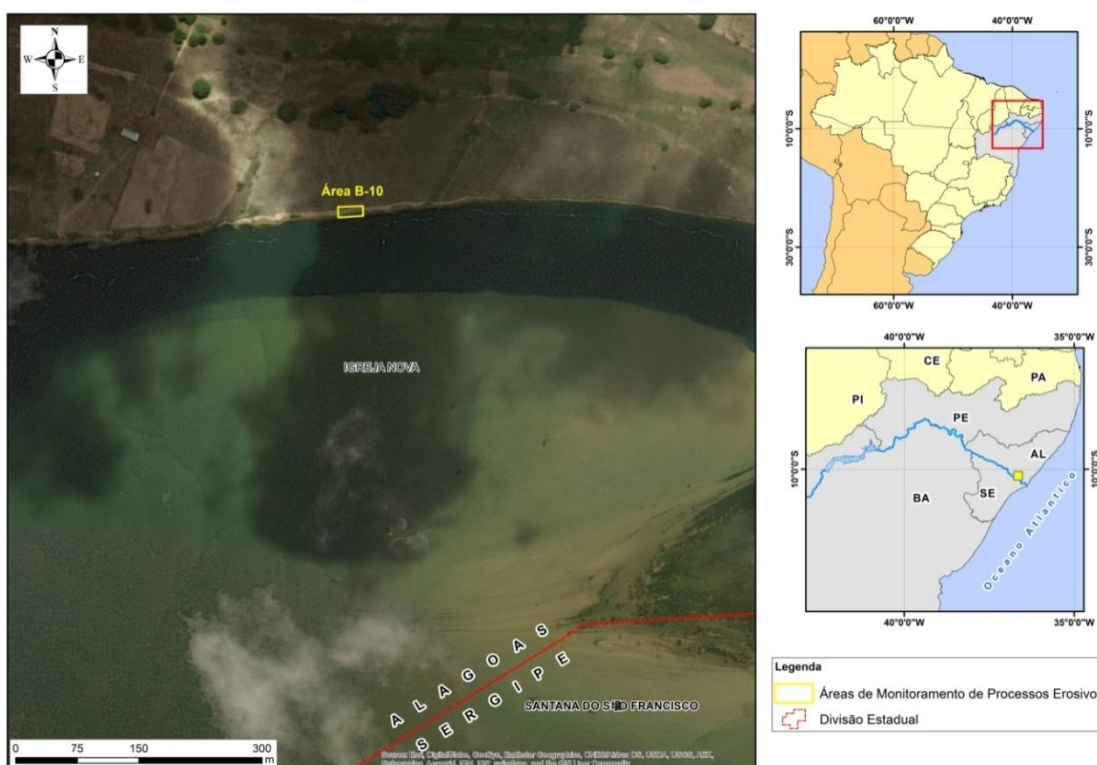 N
W E
S
Área B-10
IGREJA NOVA
ALAGOAS
SERGIPE
SANTANA DO SÃO FRANCISCO
0 75 150 300
m
60°0'0"W 40°0'0"W
10°0'0"S
30°0'0"S
10°0'0"S
30°0'0"S
60°0'0"W 40°0'0"W
40°0'0"W 35°0'0"W
CE
PA
PI
PE
AL
10°0'0"S
10°0'0"S
SE
BA
Oceano Atlantico
40°0'0"W 35°0'0"W
Legenda
Áreas de Monitoramento de Processos Erosivo
Divisão Estadual